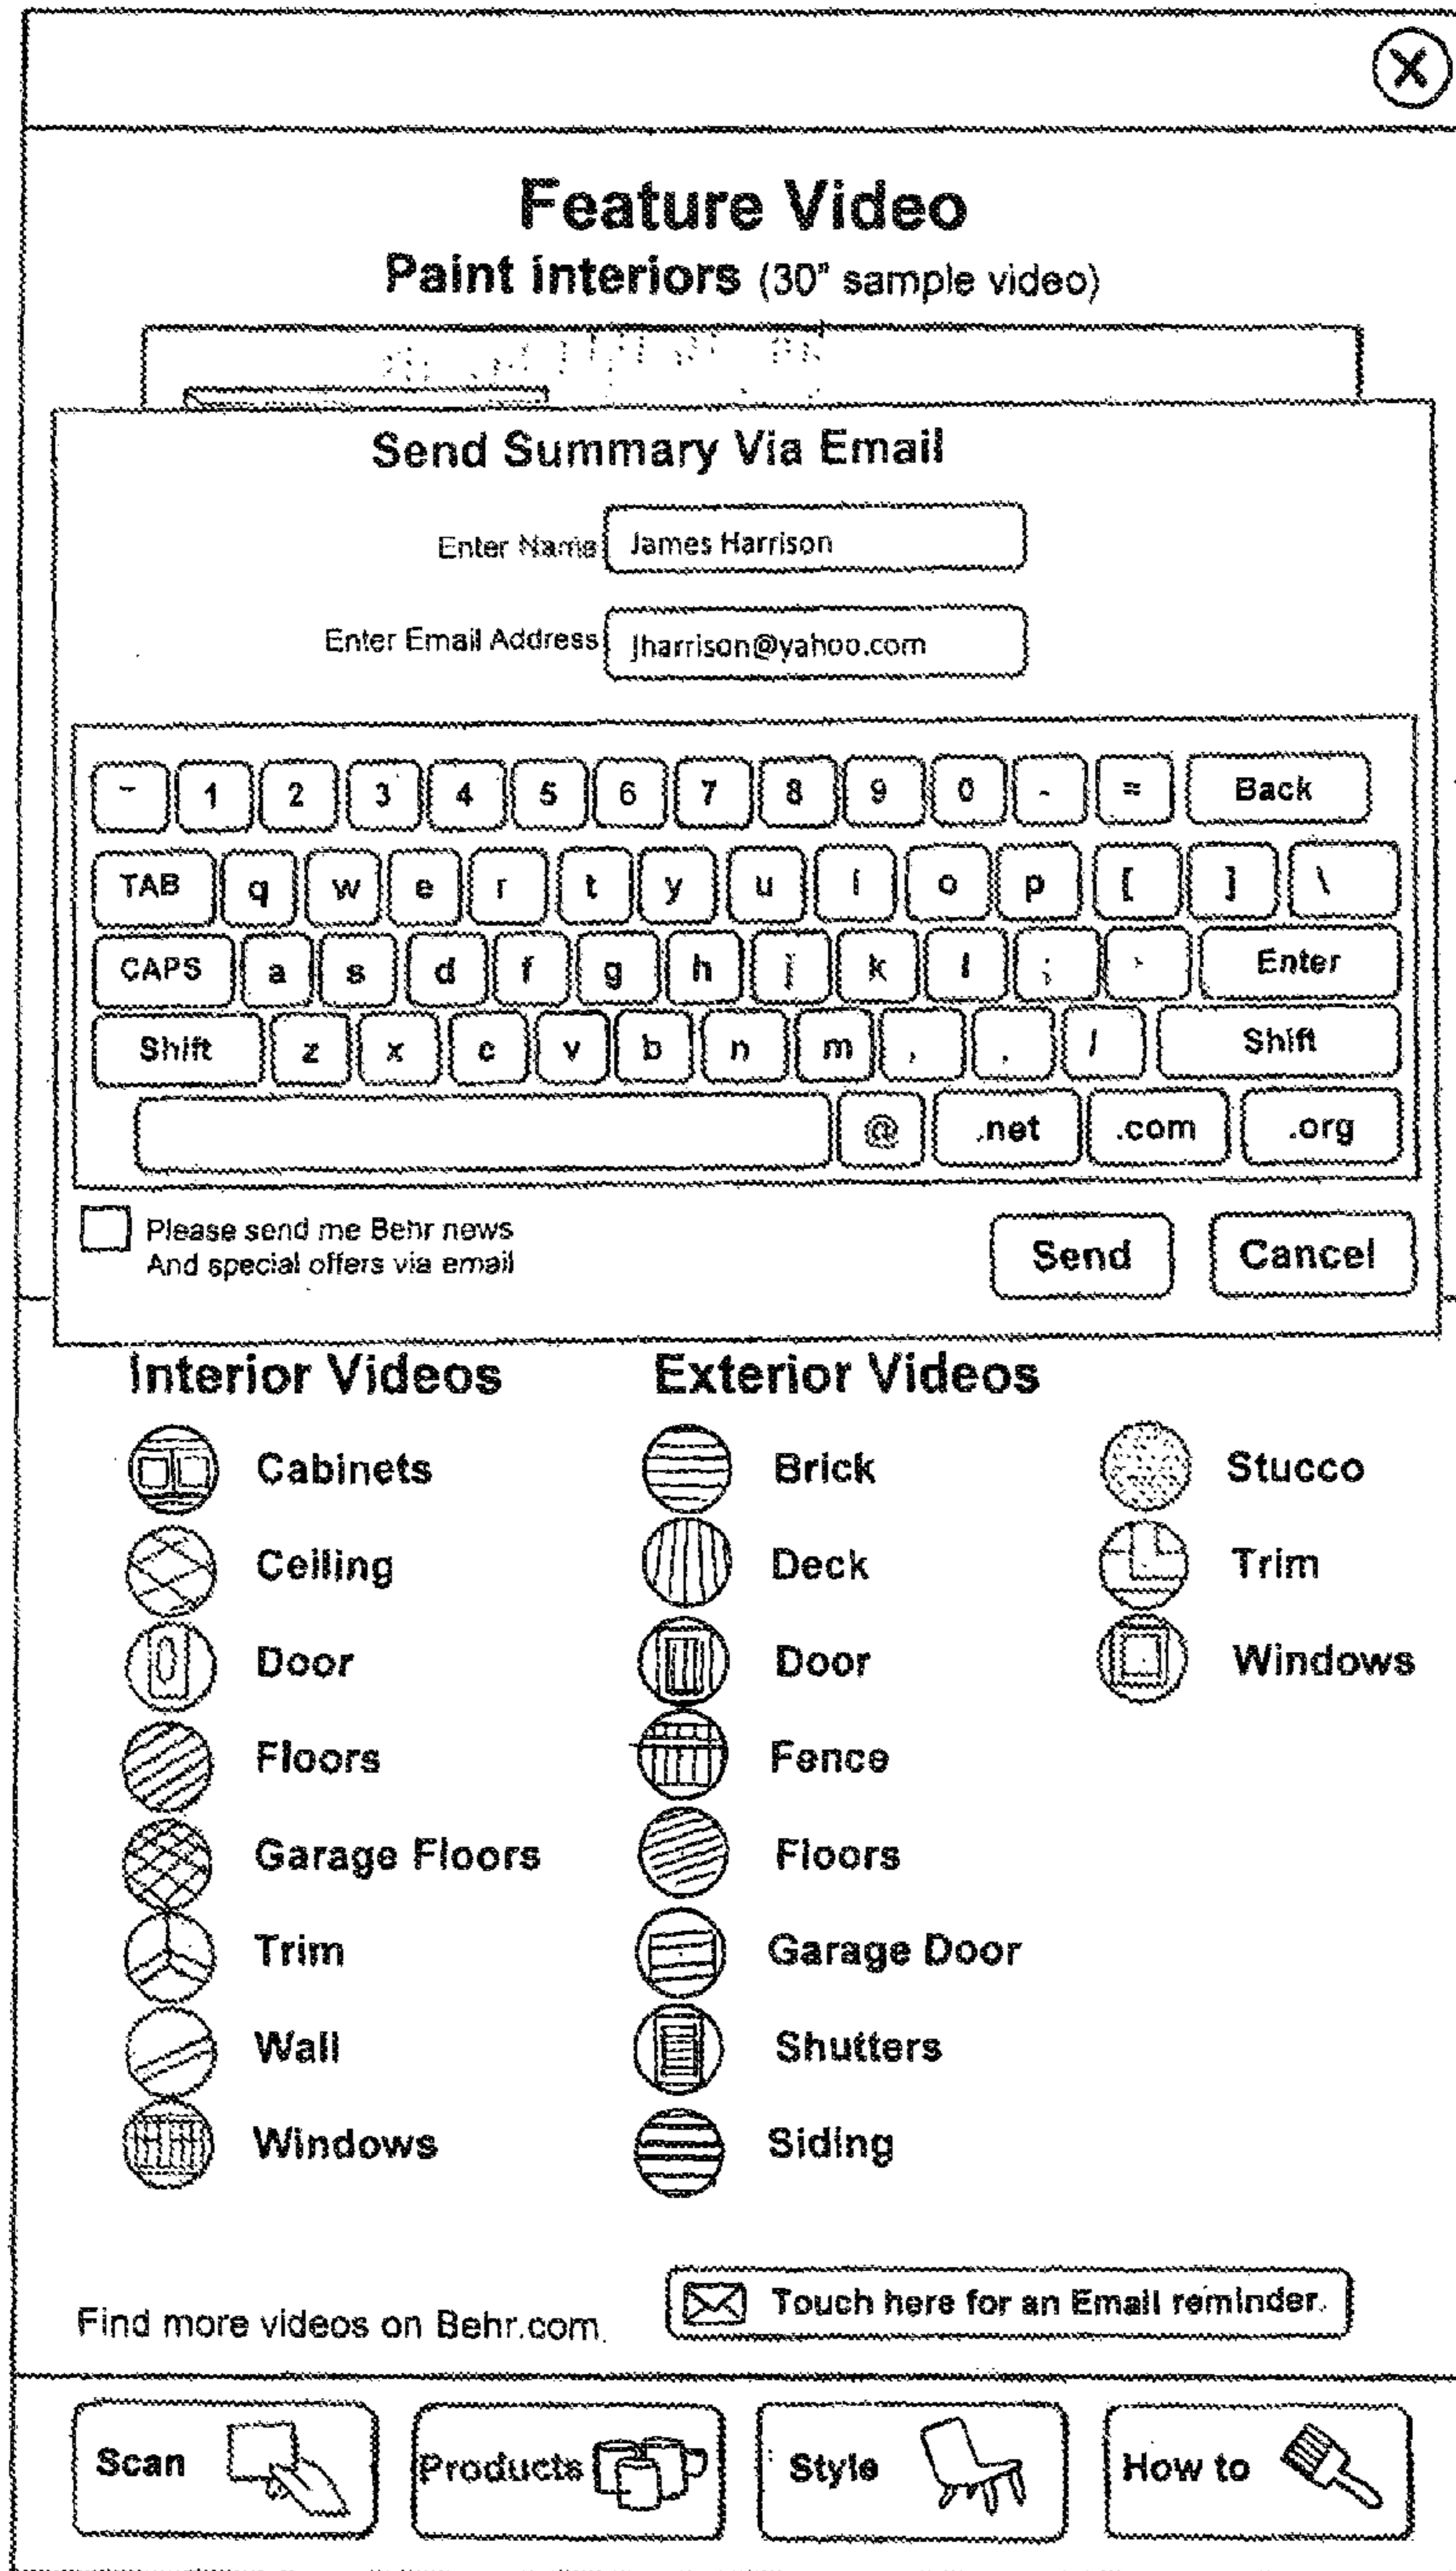 X
Feature Video
Paint interiors (30" sample video)
Send Summary Via Email
Enter Name James Harrison
Enter Email Address jharrison@yahoo.com
~ 1 2 3 4 5 6 7 8 9 0 - = Back
TAB q w e r t y u i o p [ ] \
CAPS a s d f g h j k l ; ' Enter
Shift z x c v b n m , . / Shift
@ .net .com .org
Please send me Behr news
And special offers via email
Send Cancel
Interior Videos Exterior Videos
Cabinets Brick Stucco
Ceiling Deck Trim
Door Door Windows
Floors Fence
Garage Floors Floors
Trim Garage Door
Wall Shutters
Windows Siding
Find more videos on Behr.com.
Touch here for an Email reminder.
Scan Products Style How to